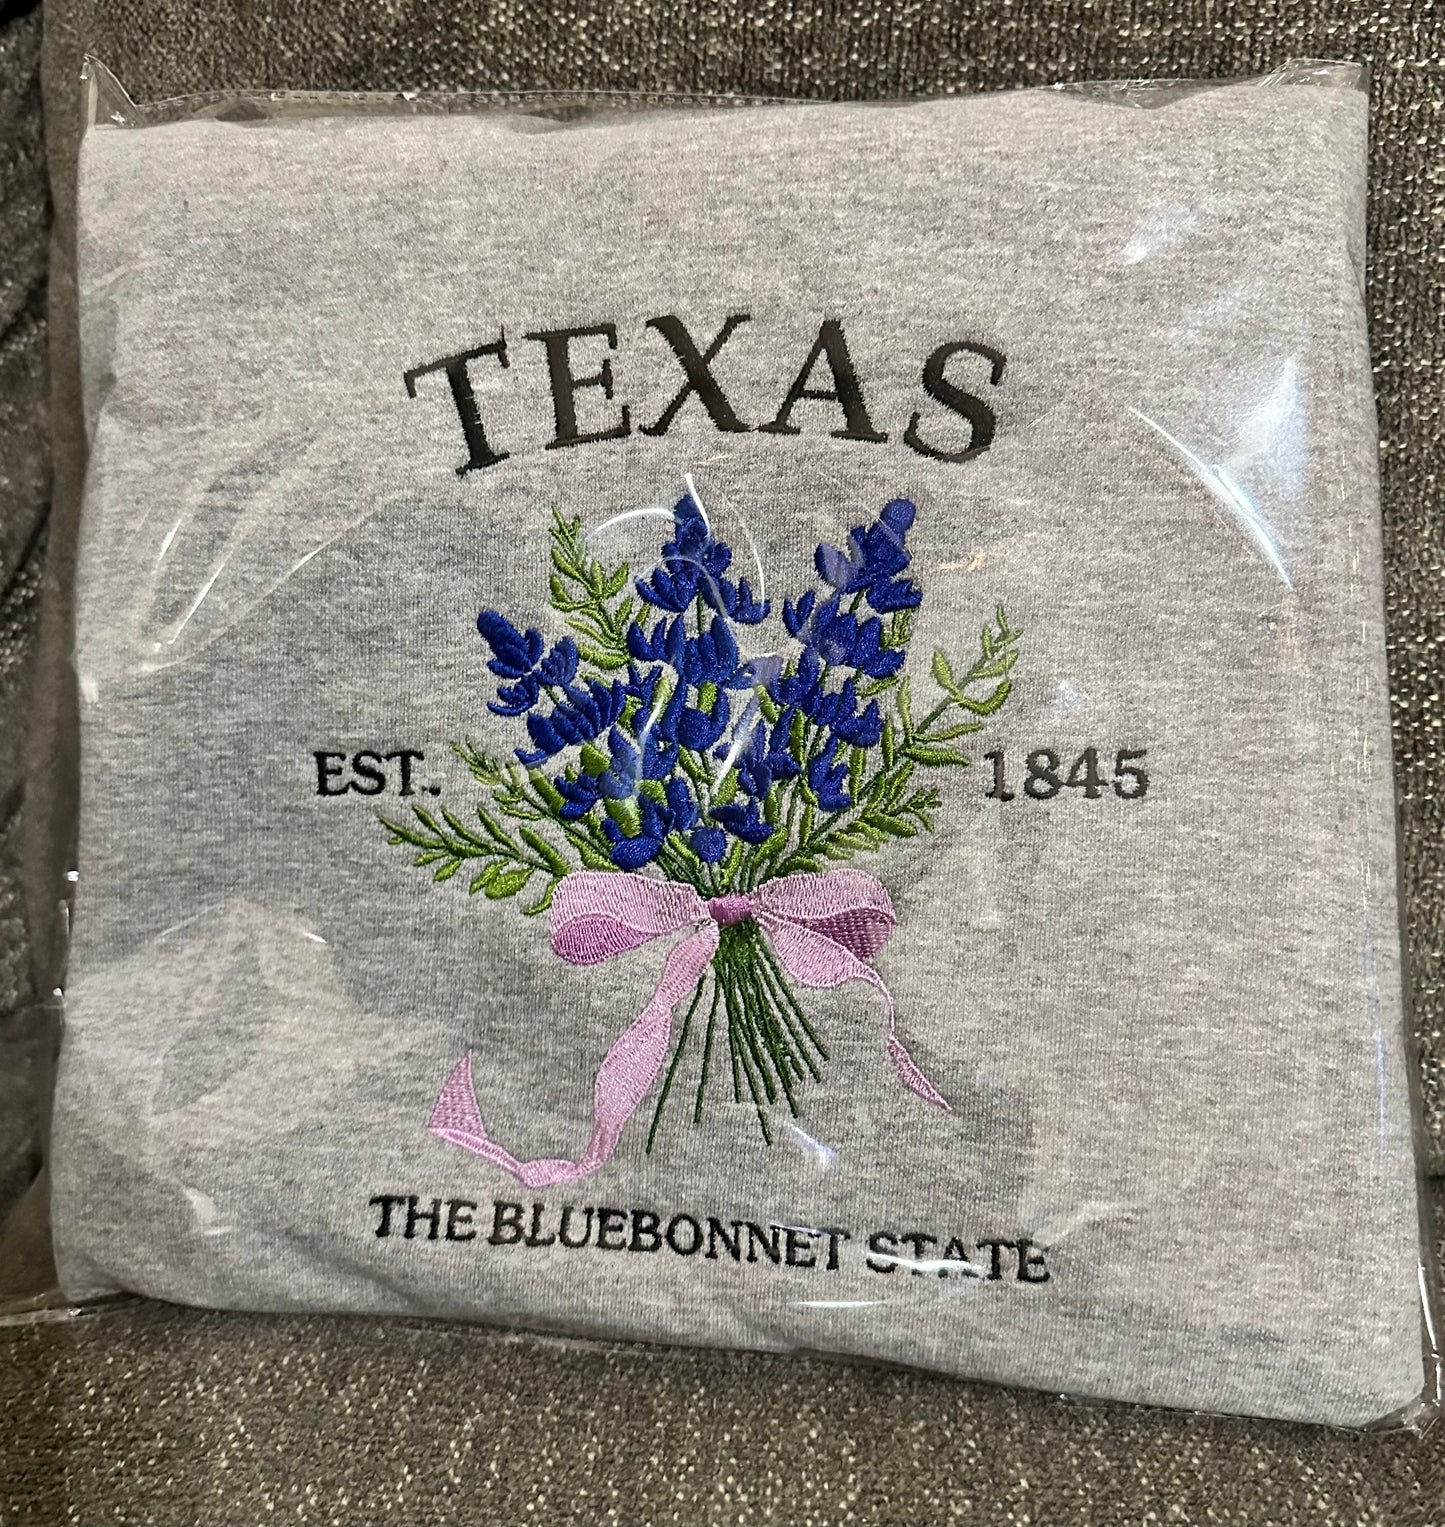 TEXAS
EST. 1845
THE BLUEBONNET STATE